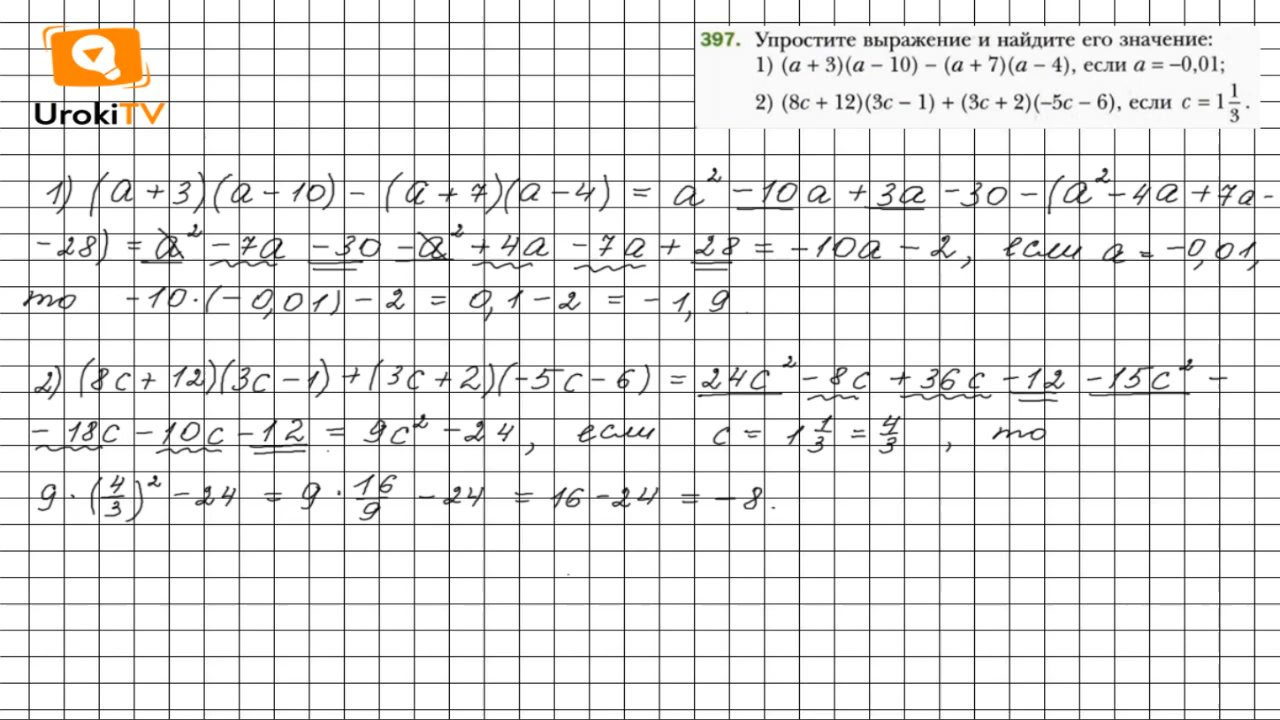 UrokiTV
397. Упростите выражение и найдите его значение:
1) (a + 3)(a – 10) – (a + 7)(a – 4), если a = –0,01;
2) (8c + 12)(3c – 1) + (3c + 2)(–5c – 6), если c = 1 1/3.
1) (a + 3)(a – 10) – (a + 7)(a – 4) = a² – 10a + 3a – 30 – (a² – 4a + 7a –
– 28) = a² – 7a – 30 – a² + 4a – 7a + 28 = –10a – 2, если a = –0,01,
то –10·(–0,01) – 2 = 0,1 – 2 = –1,9.
2) (8c + 12)(3c – 1) + (3c + 2)(–5c – 6) = 24c² – 8c + 36c – 12 – 15c² –
– 18c – 10c – 12 = 9c² – 24, если c = 1 1/3 = 4/3, то
9·(4/3)² – 24 = 9·16/9 – 24 = 16 – 24 = –8.